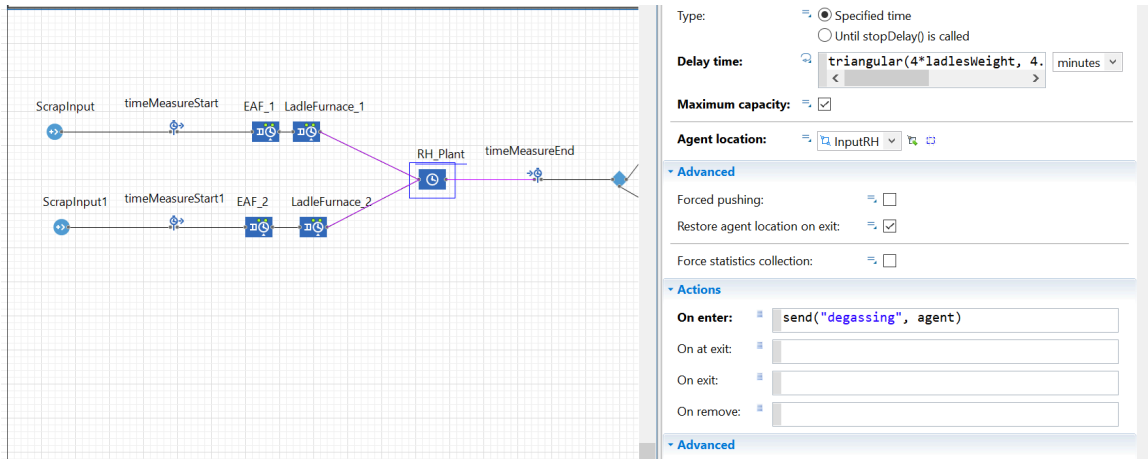 Type:
Specified time
Until stopDelay() is called
Delay time:
triangular(4*ladlesWeight, 4.
minutes
Maximum capacity:
Agent location:
InputRH
Advanced
Forced pushing:
Restore agent location on exit:
Force statistics collection:
Actions
On enter:
send("degassing", agent)
On at exit:
On exit:
On remove:
Advanced
ScrapInput
timeMeasureStart
EAF_1
LadleFurnace_1
RH_Plant
timeMeasureEnd
ScrapInput1
timeMeasureStart1
EAF_2
LadleFurnace_2